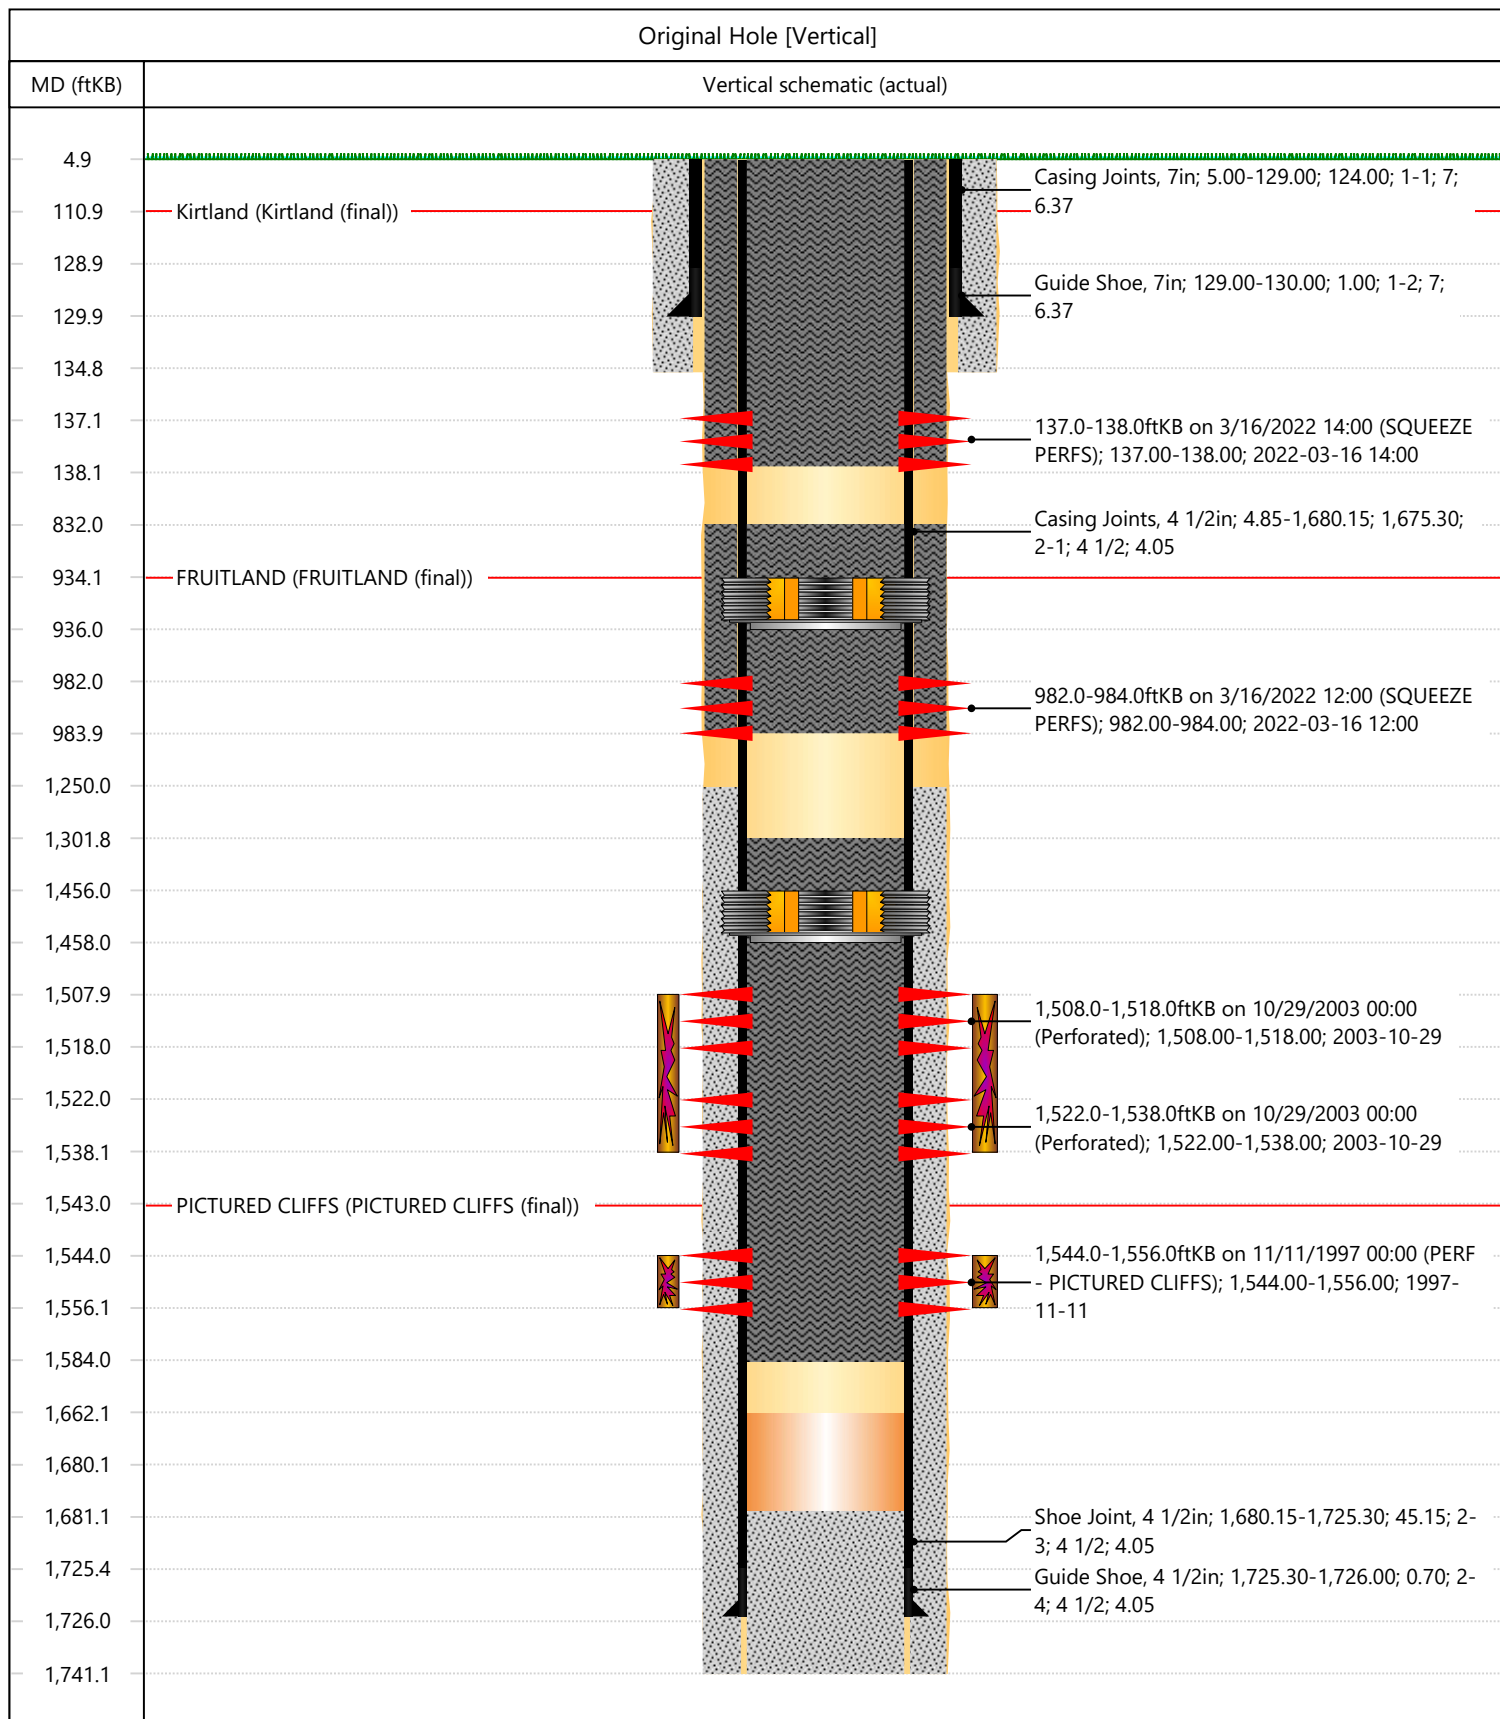 Original Hole [Vertical]
MD (ftKB)
Vertical schematic (actual)
4.9
Casing Joints, 7in; 5.00-129.00; 124.00; 1-1; 7;
6.37
110.9
Kirtland (Kirtland (final))
128.9
Guide Shoe, 7in; 129.00-130.00; 1.00; 1-2; 7;
6.37
129.9
134.8
137.1
137.0-138.0ftKB on 3/16/2022 14:00 (SQUEEZE
PERFS); 137.00-138.00; 2022-03-16 14:00
138.1
832.0
Casing Joints, 4 1/2in; 4.85-1,680.15; 1,675.30;
2-1; 4 1/2; 4.05
934.1
FRUITLAND (FRUITLAND (final))
936.0
982.0
982.0-984.0ftKB on 3/16/2022 12:00 (SQUEEZE
PERFS); 982.00-984.00; 2022-03-16 12:00
983.9
1,250.0
1,301.8
1,456.0
1,458.0
1,507.9
1,508.0-1,518.0ftKB on 10/29/2003 00:00
(Perforated); 1,508.00-1,518.00; 2003-10-29
1,518.0
1,522.0
1,522.0-1,538.0ftKB on 10/29/2003 00:00
(Perforated); 1,522.00-1,538.00; 2003-10-29
1,538.1
1,543.0
PICTURED CLIFFS (PICTURED CLIFFS (final))
1,544.0
1,544.0-1,556.0ftKB on 11/11/1997 00:00 (PERF
- PICTURED CLIFFS); 1,544.00-1,556.00; 1997-
11-11
1,556.1
1,584.0
1,662.1
1,680.1
1,681.1
Shoe Joint, 4 1/2in; 1,680.15-1,725.30; 45.15; 2-
3; 4 1/2; 4.05
1,725.4
Guide Shoe, 4 1/2in; 1,725.30-1,726.00; 0.70; 2-
4; 4 1/2; 4.05
1,726.0
1,741.1